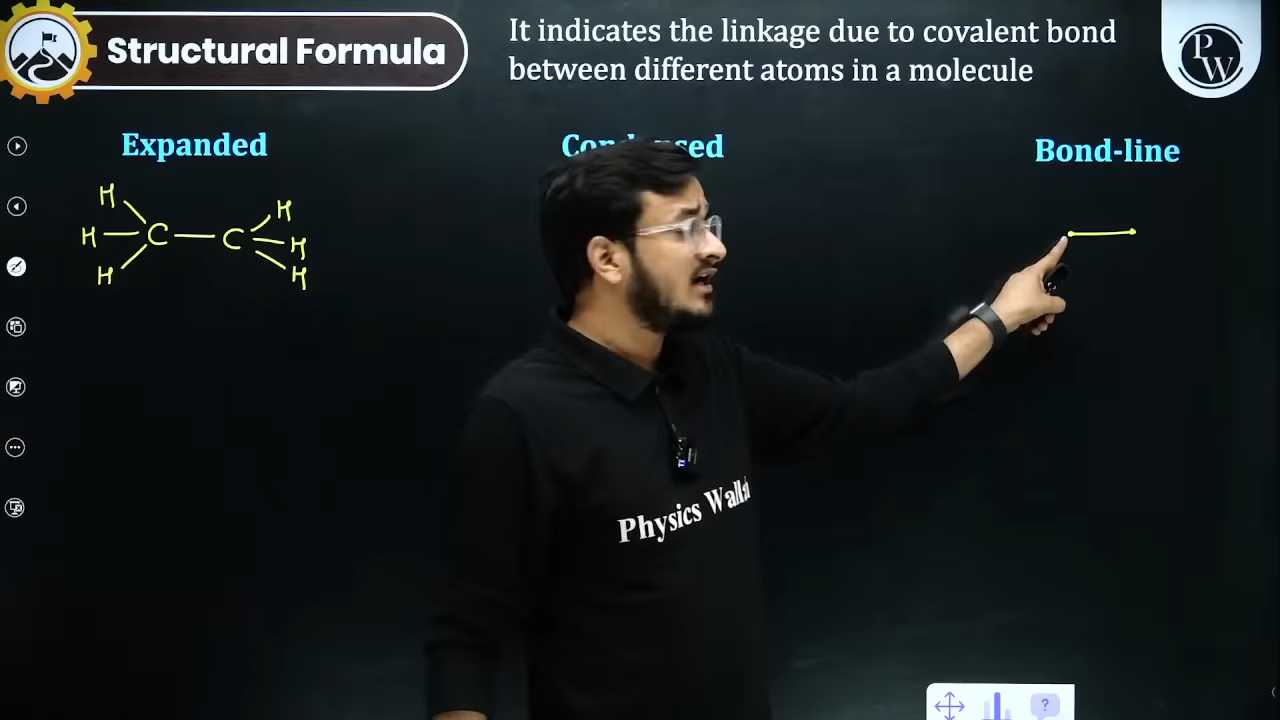 Structural Formula
It indicates the linkage due to covalent bond
between different atoms in a molecule
PW
Expanded
Bond-line
H H
H C C H
H H
Physics
?